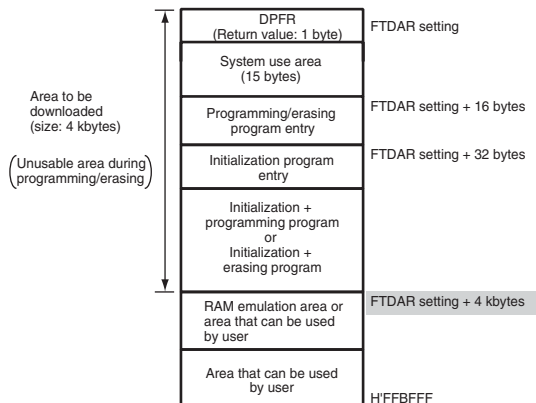 DPFR
(Return value: 1 byte)
FTDAR setting
System use area
(15 bytes)
Area to be
downloaded
(size: 4 kbytes)
(Unusable area during
programming/erasing)
Programming/erasing
program entry
FTDAR setting + 16 bytes
Initialization program
entry
FTDAR setting + 32 bytes
Initialization +
programming program
or
Initialization +
erasing program
RAM emulation area or
area that can be used
by user
FTDAR setting + 4 kbytes
Area that can be used
by user
H'FFBFFF